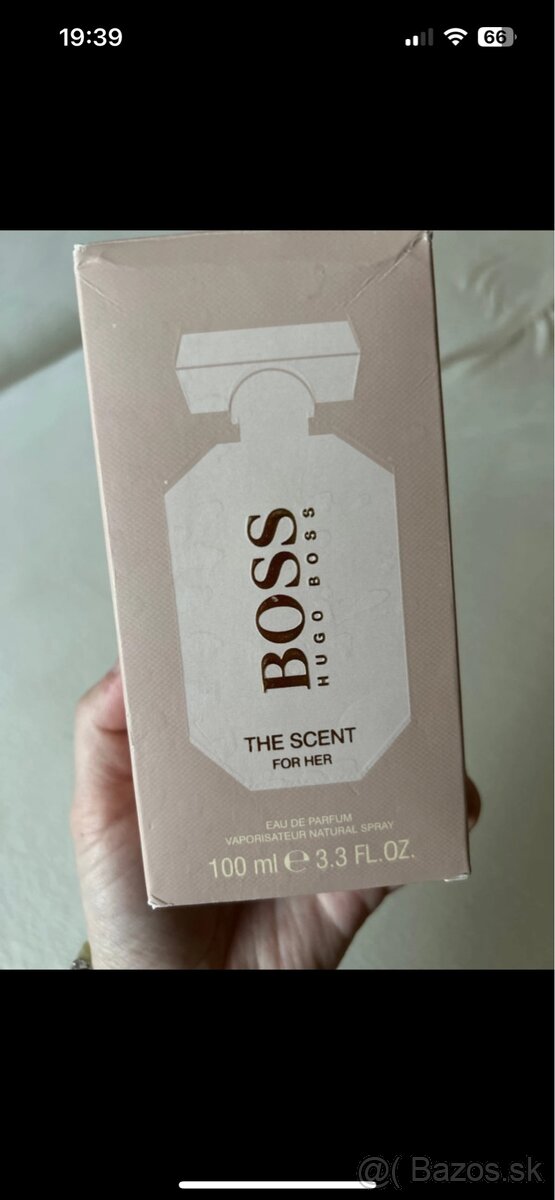 19:39
66
BOSS
HUGO BOSS
THE SCENT
FOR HER
EAU DE PARFUM
VAPORISATEUR NATURAL SPRAY
100 ml ℮ 3.3 FL.OZ.
@( Bazos.sk